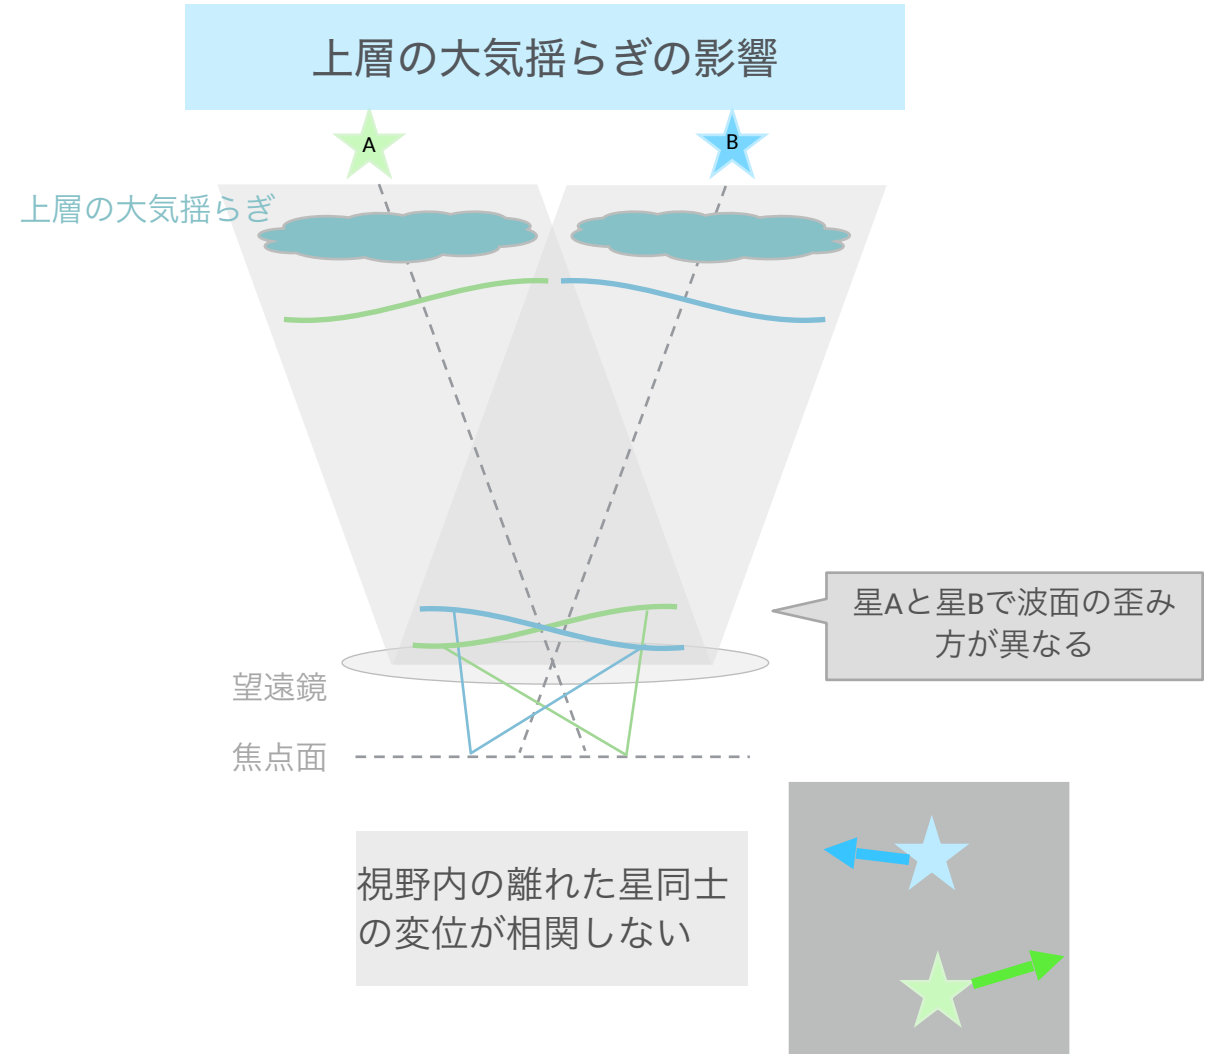 上層の大気揺らぎの影響
A
B
上層の大気揺らぎ
星Aと星Bで波面の歪み
方が異なる
望遠鏡
焦点面
視野内の離れた星同士
の変位が相関しない